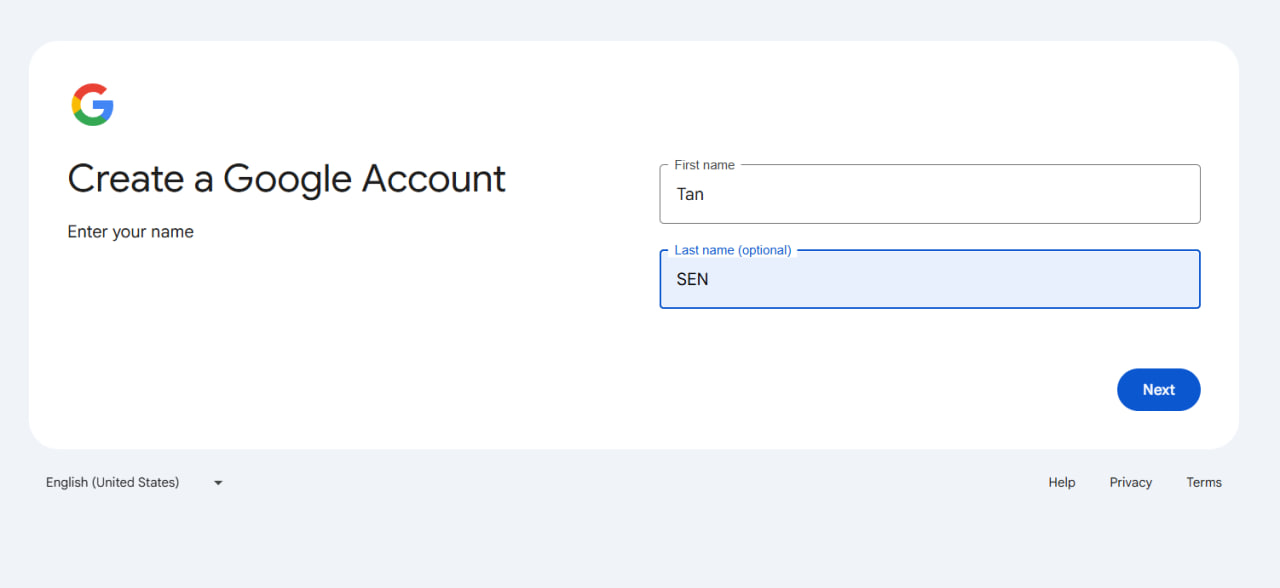 Create a Google Account
Enter your name
First name
Tan
Last name (optional)
SEN
Next
English (United States)
Help Privacy Terms